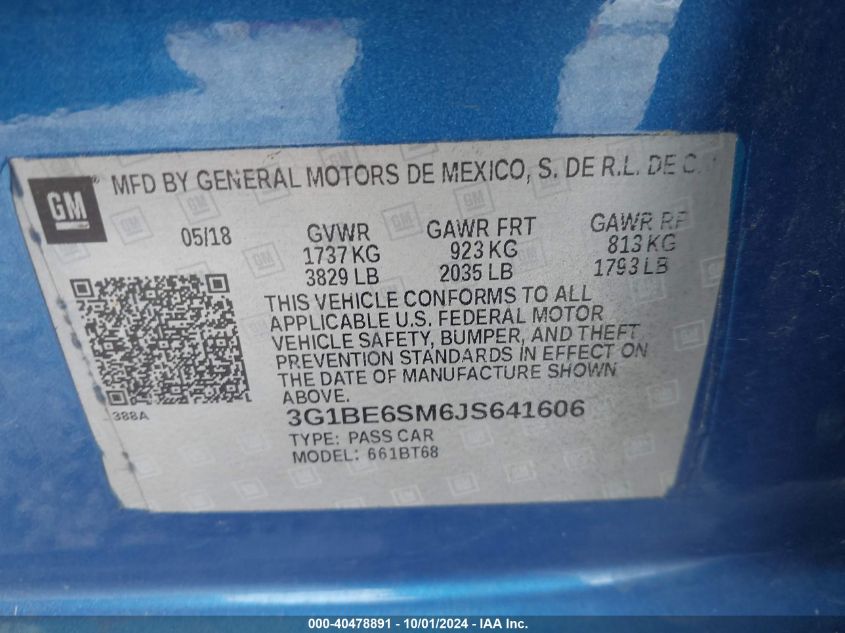 GM
MFD BY GENERAL MOTORS DE MEXICO, S. DE R.L. DE C.
05/18
GVWR
1737 KG
3829 LB
GAWR FRT
923 KG
2035 LB
GAWR RR
813 KG
1793 LB
THIS VEHICLE CONFORMS TO ALL
APPLICABLE U.S. FEDERAL MOTOR
VEHICLE SAFETY, BUMPER, AND THEFT
PREVENTION STANDARDS IN EFFECT ON
THE DATE OF MANUFACTURE SHOWN
ABOVE.
388A
3G1BE6SM6JS641606
TYPE: PASS CAR
MODEL: 661BT68
000-40478891 - 10/01/2024 - IAA Inc.